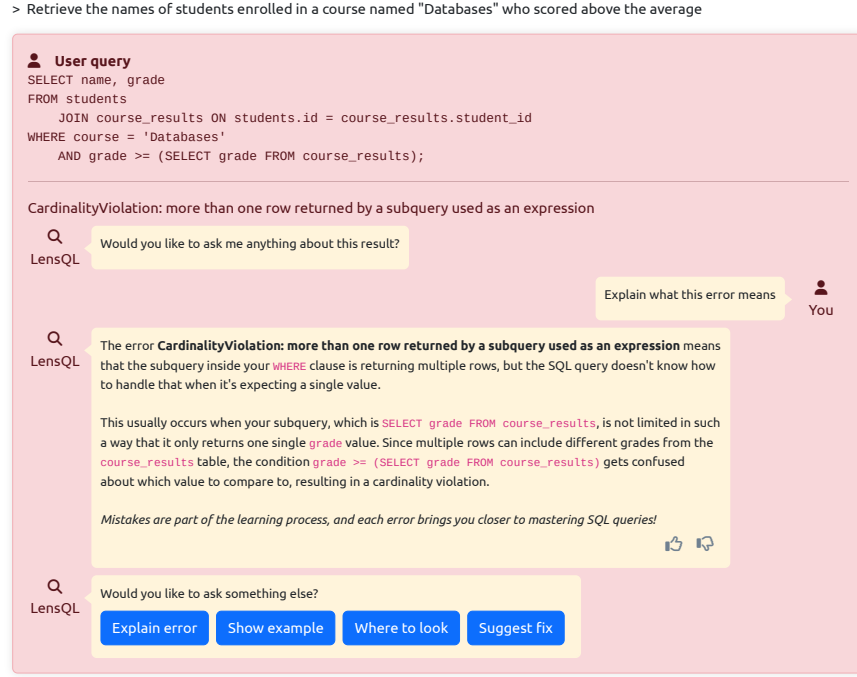 > Retrieve the names of students enrolled in a course named "Databases" who scored above the average
User query
SELECT name, grade
FROM students
    JOIN course_results ON students.id = course_results.student_id
WHERE course = 'Databases'
    AND grade >= (SELECT grade FROM course_results);
CardinalityViolation: more than one row returned by a subquery used as an expression
LensQL
Would you like to ask me anything about this result?
Explain what this error means
You
LensQL
The error CardinalityViolation: more than one row returned by a subquery used as an expression means
that the subquery inside your WHERE clause is returning multiple rows, but the SQL query doesn't know how
to handle that when it's expecting a single value.
This usually occurs when your subquery, which is SELECT grade FROM course_results, is not limited in such
a way that it only returns one single grade value. Since multiple rows can include different grades from the
course_results table, the condition grade >= (SELECT grade FROM course_results) gets confused
about which value to compare to, resulting in a cardinality violation.
Mistakes are part of the learning process, and each error brings you closer to mastering SQL queries!
LensQL
Would you like to ask something else?
Explain error Show example Where to look Suggest fix